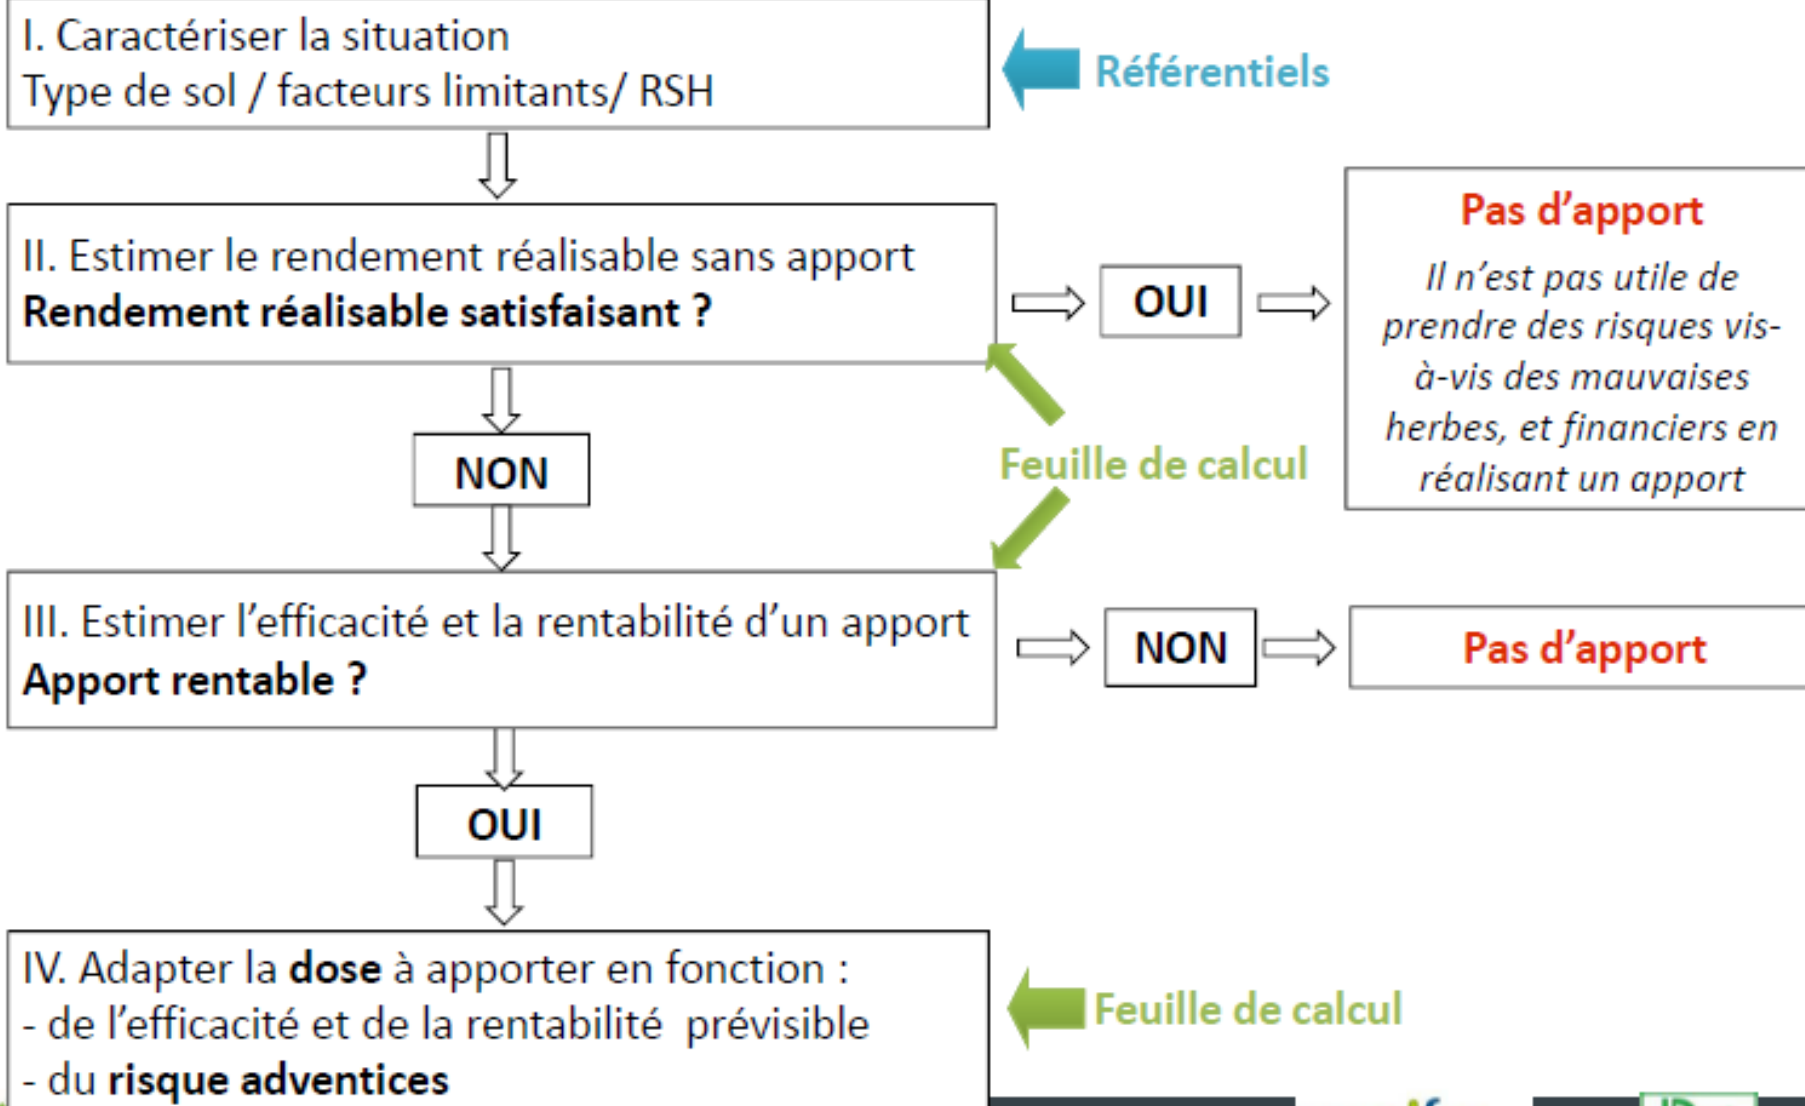 I. Caractériser la situation
Type de sol / facteurs limitants/ RSH
Référentiels
II. Estimer le rendement réalisable sans apport
Rendement réalisable satisfaisant ?
OUI
Pas d'apport
Il n'est pas utile de
prendre des risques vis-
à-vis des mauvaises
herbes, et financiers en
réalisant un apport
NON
Feuille de calcul
III. Estimer l'efficacité et la rentabilité d'un apport
Apport rentable ?
NON
Pas d'apport
OUI
IV. Adapter la dose à apporter en fonction :
- de l'efficacité et de la rentabilité  prévisible
- du risque adventices
Feuille de calcul